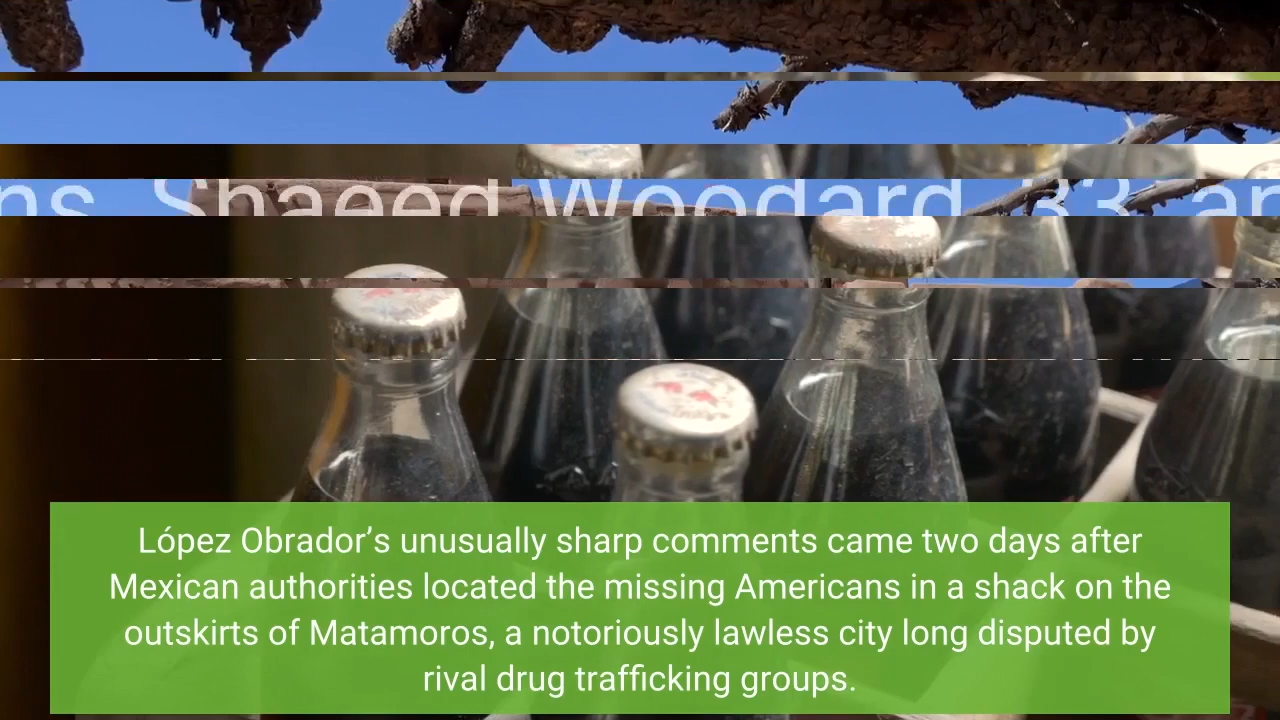 ns, Shaeed Woodard, 33, an
López Obrador’s unusually sharp comments came two days after
Mexican authorities located the missing Americans in a shack on the
outskirts of Matamoros, a notoriously lawless city long disputed by
rival drug trafficking groups.